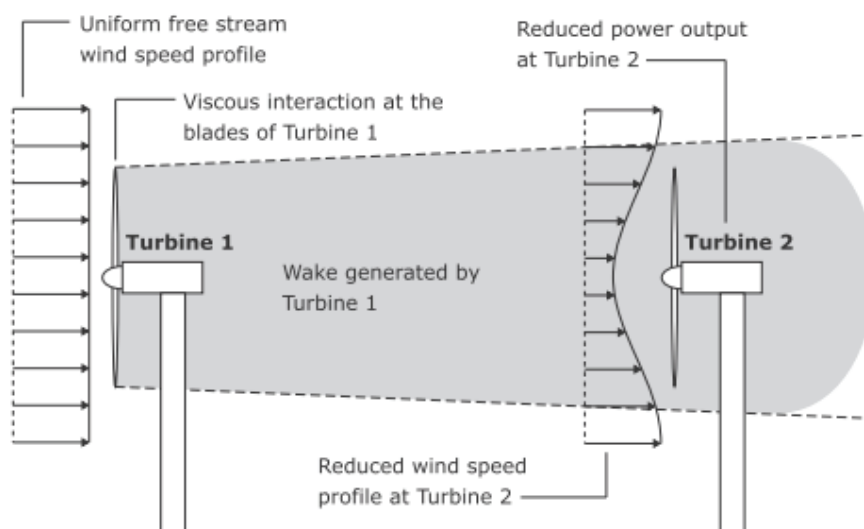 Uniform free stream
wind speed profile
Reduced power output
at Turbine 2
Viscous interaction at the
blades of Turbine 1
Turbine 1
Turbine 2
Wake generated by
Turbine 1
Reduced wind speed
profile at Turbine 2